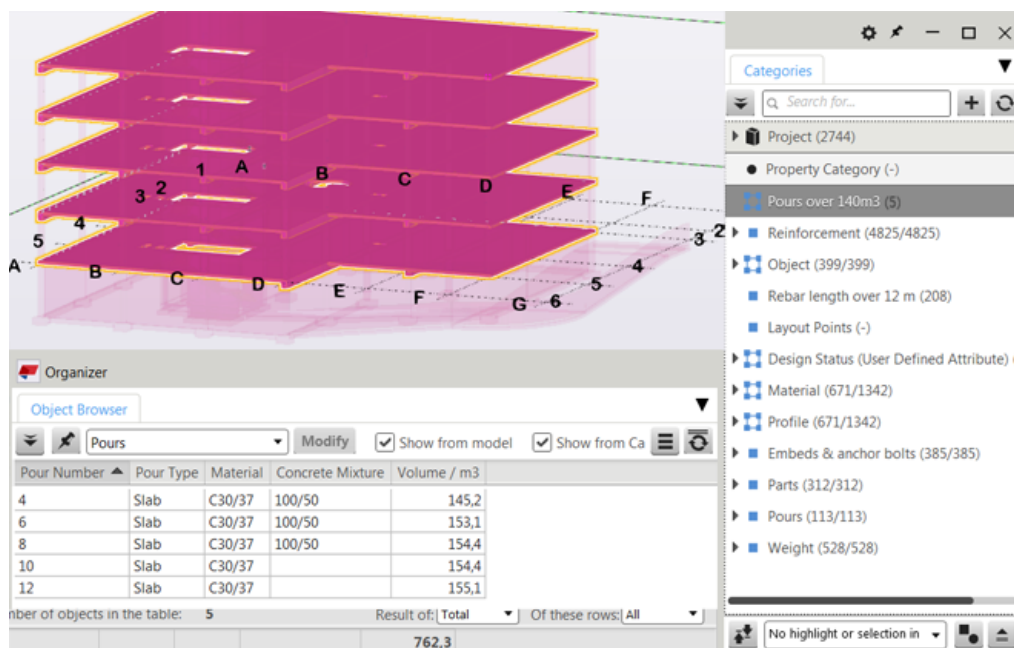 1 A B C D E F
3 2
4
5
A B C D E F G 6 5 4 3 2
Organizer
Object Browser
Pours Modify Show from model Show from Ca
Pour Number Pour Type Material Concrete Mixture Volume / m3
4 Slab C30/37 100/50 145,2
6 Slab C30/37 100/50 153,1
8 Slab C30/37 100/50 154,4
10 Slab C30/37 154,4
12 Slab C30/37 155,1
nber of objects in the table: 5 Result of: Total Of these rows: All
762,3
Categories
Search for...
Project (2744)
Property Category (-)
Pours over 140m3 (5)
Reinforcement (4825/4825)
Object (399/399)
Rebar length over 12 m (208)
Layout Points (-)
Design Status (User Defined Attribute) (
Material (671/1342)
Profile (671/1342)
Embeds & anchor bolts (385/385)
Parts (312/312)
Pours (113/113)
Weight (528/528)
No highlight or selection in